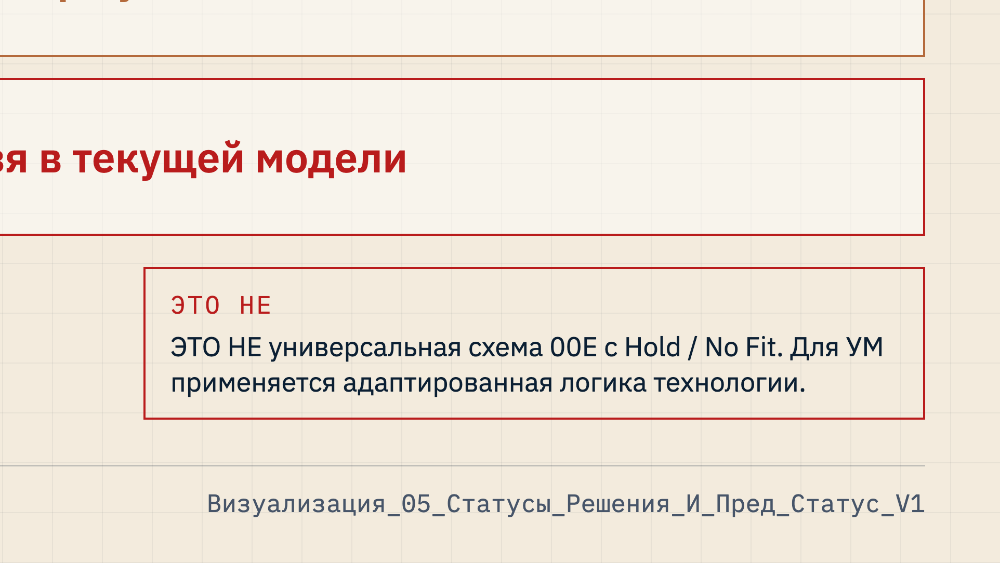 в текущей модели
ЭТО НЕ
ЭТО НЕ универсальная схема 00E с Hold / No Fit. Для УМ
применяется адаптированная логика технологии.
Визуализация_05_Статусы_Решения_И_Пред_Статус_V1